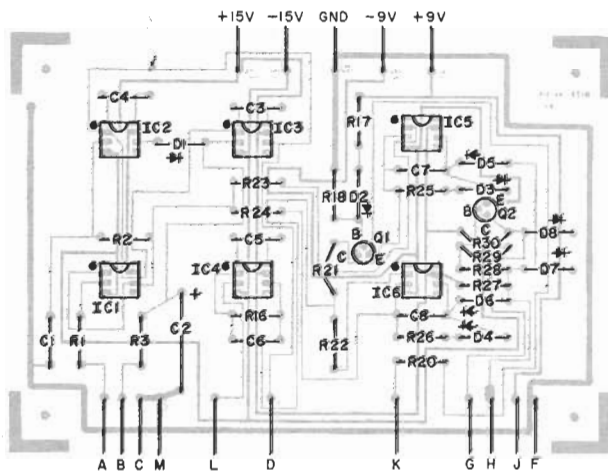 +15V -15V GND -9V +9V
C4
C3
R17
IC2 D1 IC3 IC5
R23 R18 D2 C7 D5
R25 D3 E
R24 B Q2
B Q1 C
R2 C5 C E R30 D8
R21 R29
IC1 IC4 IC6 R28 D7
R27
+ D6
C1 R1 R3 C2 R16 C8
C6 R22 R26 D4
R20
A B C M L D K G H J F